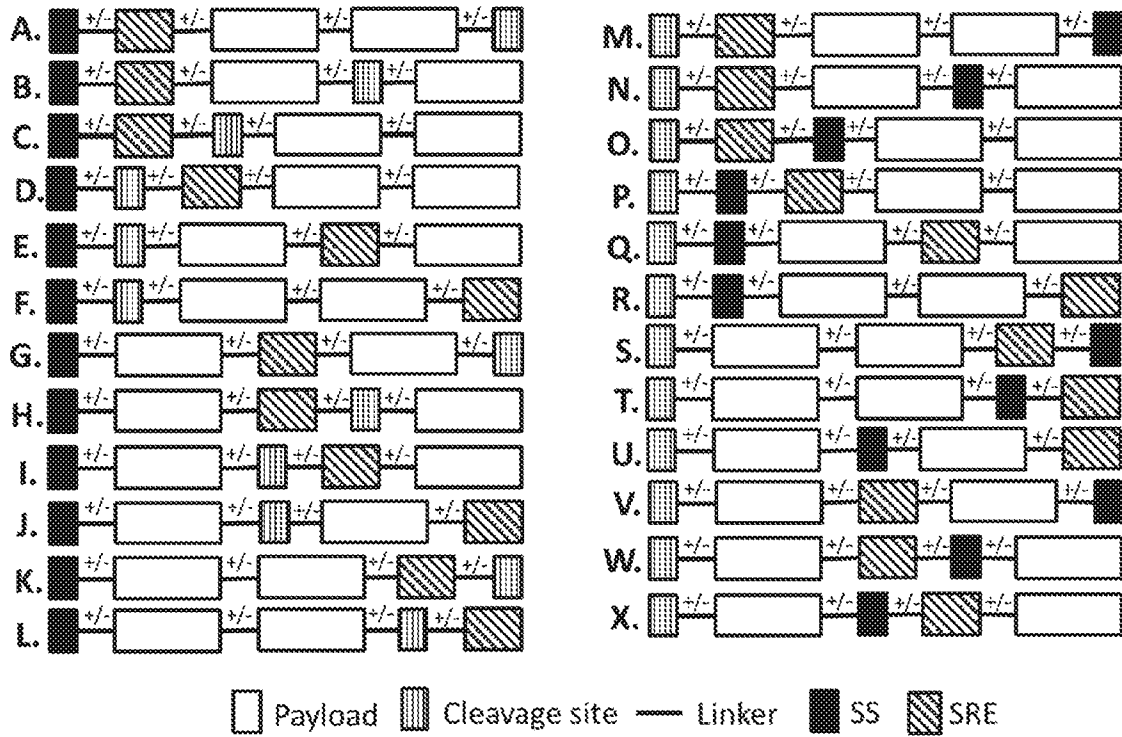 A. +/- +/- +/- +/-
B. +/- +/- +/- +/-
C. +/- +/- +/- +/-
D. +/- +/- +/- +/-
E. +/- +/- +/- +/-
F. +/- +/- +/- +/-
G. +/- +/- +/- +/-
H. +/- +/- +/- +/-
I. +/- +/- +/- +/-
J. +/- +/- +/- +/-
K. +/- +/- +/- +/-
L. +/- +/- +/- +/-
M. +/- +/- +/- +/-
N. +/- +/- +/- +/-
O. +/- +/- +/- +/-
P. +/- +/- +/- +/-
Q. +/- +/- +/- +/-
R. +/- +/- +/- +/-
S. +/- +/- +/- +/-
T. +/- +/- +/- +/-
U. +/- +/- +/- +/-
V. +/- +/- +/- +/-
W. +/- +/- +/- +/-
X. +/- +/- +/- +/-
Payload Cleavage site Linker SS SRE